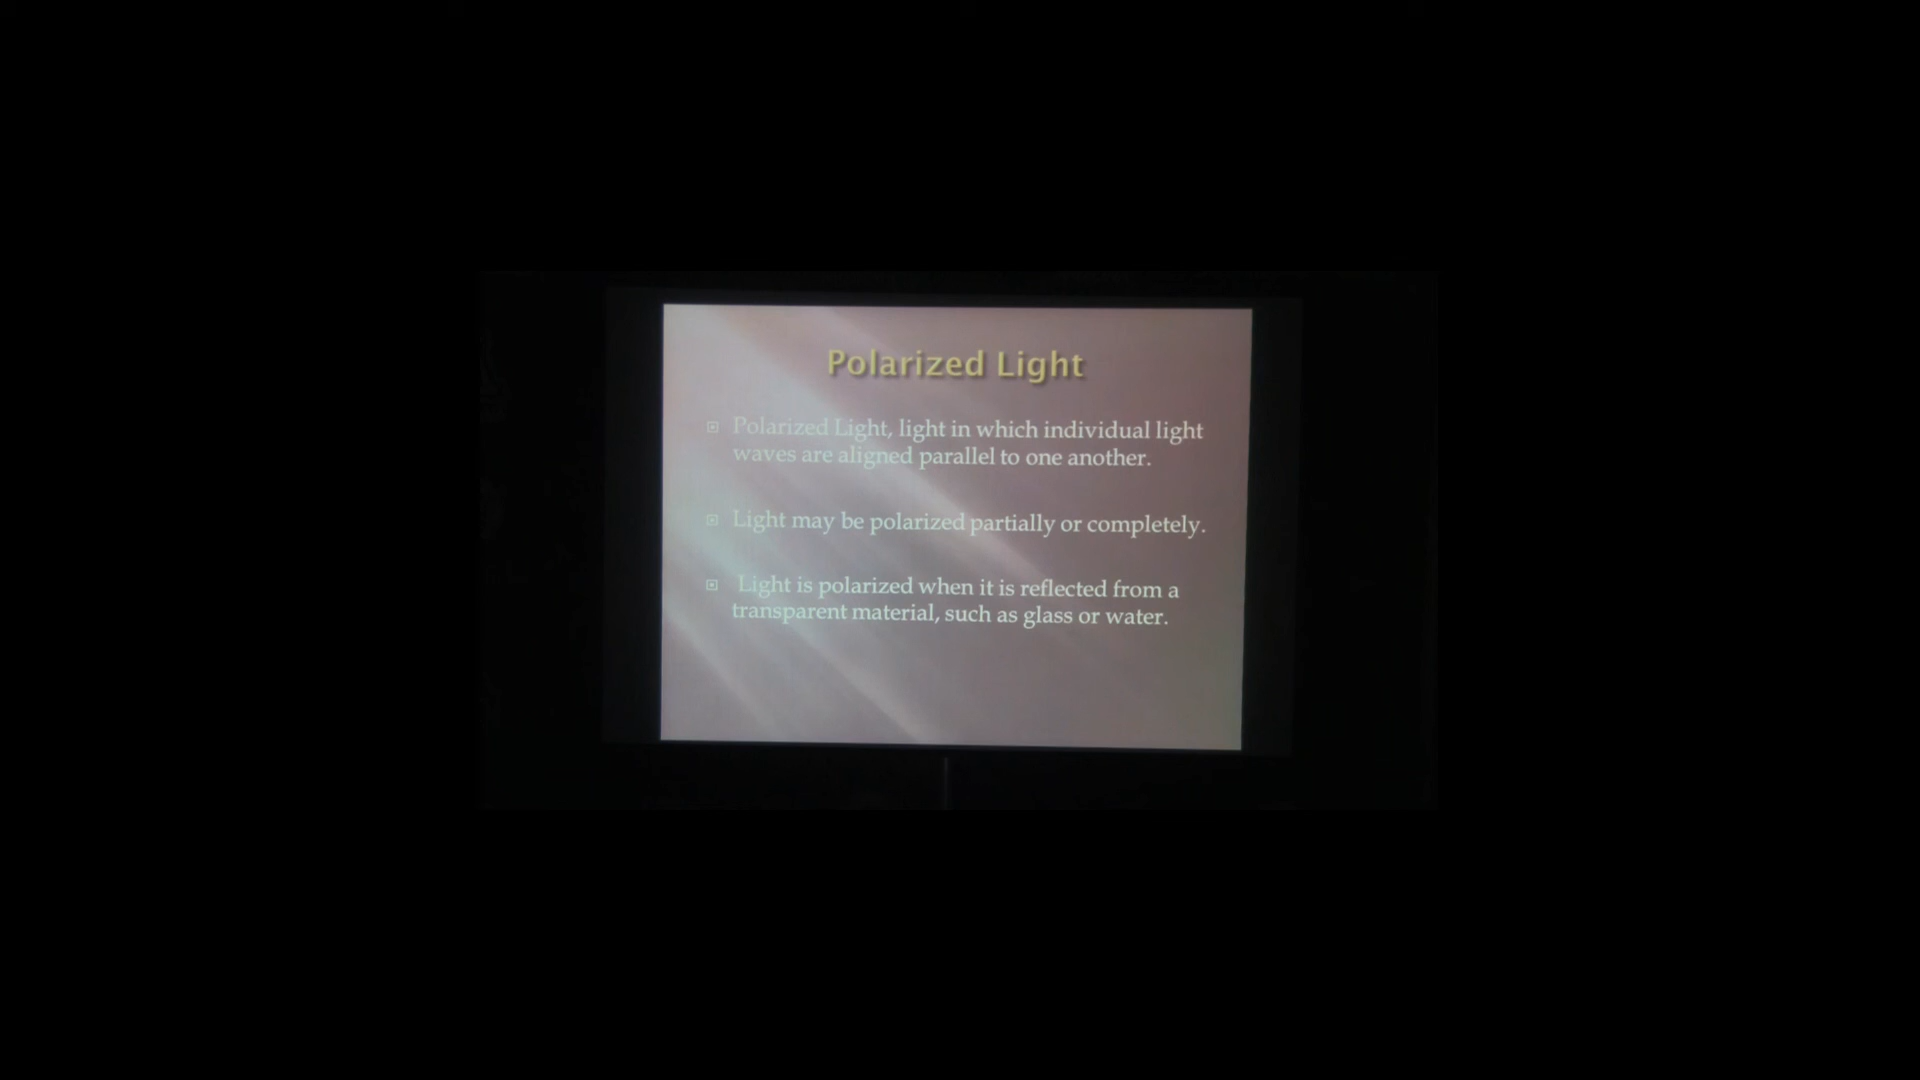 Polarized Light
Polarized Light, light in which individual light
waves are aligned parallel to one another.
Light may be polarized partially or completely.
Light is polarized when it is reflected from a
transparent material, such as glass or water.